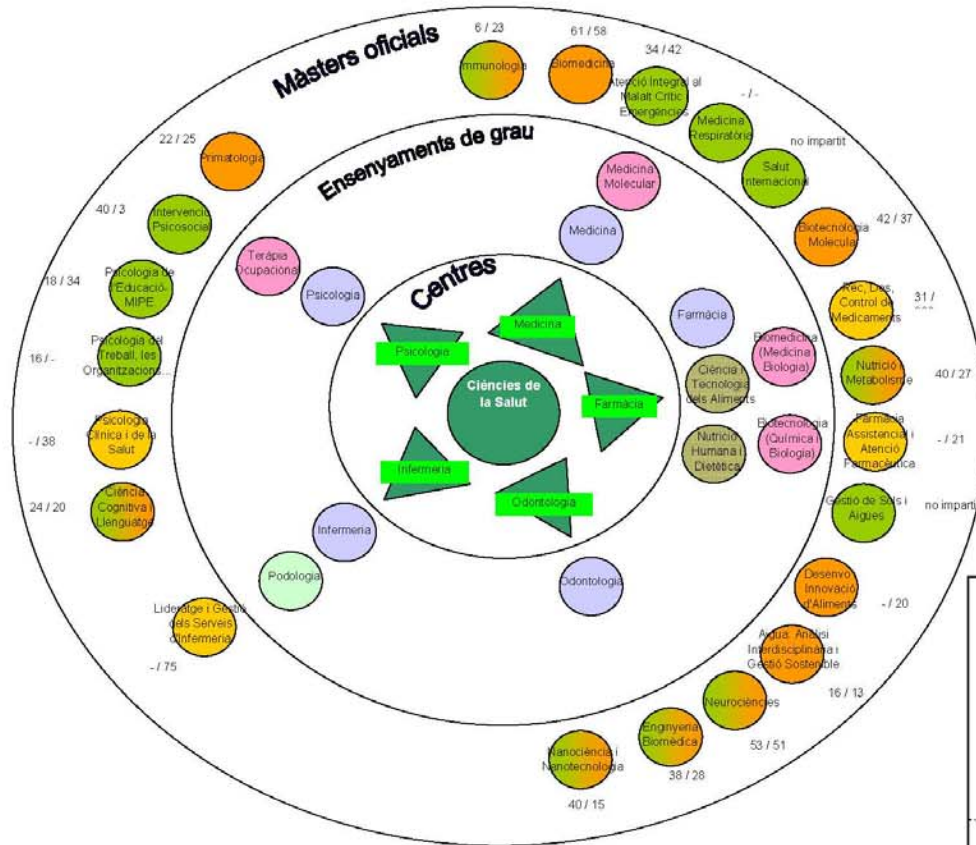 Màsters oficials
6 / 23
Immunologia
61 / 58
Biomedicina
34 / 42
Atenció Integral al
Malalt Crític
Emergències
- / -
Medicina
Respiratòria
no impartit
Salut
Internacional
42 / 37
Biotecnologia
Molecular
31 /
Rec, Des,
Control de
Medicaments
40 / 27
Nutrició i
Metabolisme
- / 21
Farmàcia
Assistencial i
Atenció
Farmacèutica
no imparti
Gestió de Sòls i
Aigües
- / 20
Desenvo
Innovació
d'Aliments
16 / 13
Aigua. Anàlisi
Interdisciplinària i
Gestió Sostenible
53 / 51
Neurociències
38 / 28
Enginyeria
Biomèdica
40 / 15
Nanociència i
Nanotecnologia
- / 75
Lideratge i Gestió
dels Serveis
d'Infermeria
24 / 20
Ciència
Cognitiva i
Llenguatge
- / 38
Psicologia
Clínica i de la
Salut
16 / -
Psicologia del
Treball, les
Organitzacions...
18 / 34
Psicologia de
l'Educació-
MIPE
40 / 3
Intervenció
Psicosocial
22 / 25
Primatologia
Ensenyaments de grau
Medicina
Molecular
Medicina
Farmàcia
Biomedicina
(Medicina
Biologia)
Ciència i
Tecnologia
dels Aliments
Biotecnologia
(Química i
Biologia)
Nutrició
Humana i
Dietètica
Odontologia
Infermeria
Podologia
Psicologia
Teràpia
Ocupacional
Centres
Medicina
Psicologia
Farmàcia
Infermeria
Odontologia
Ciències de
la Salut